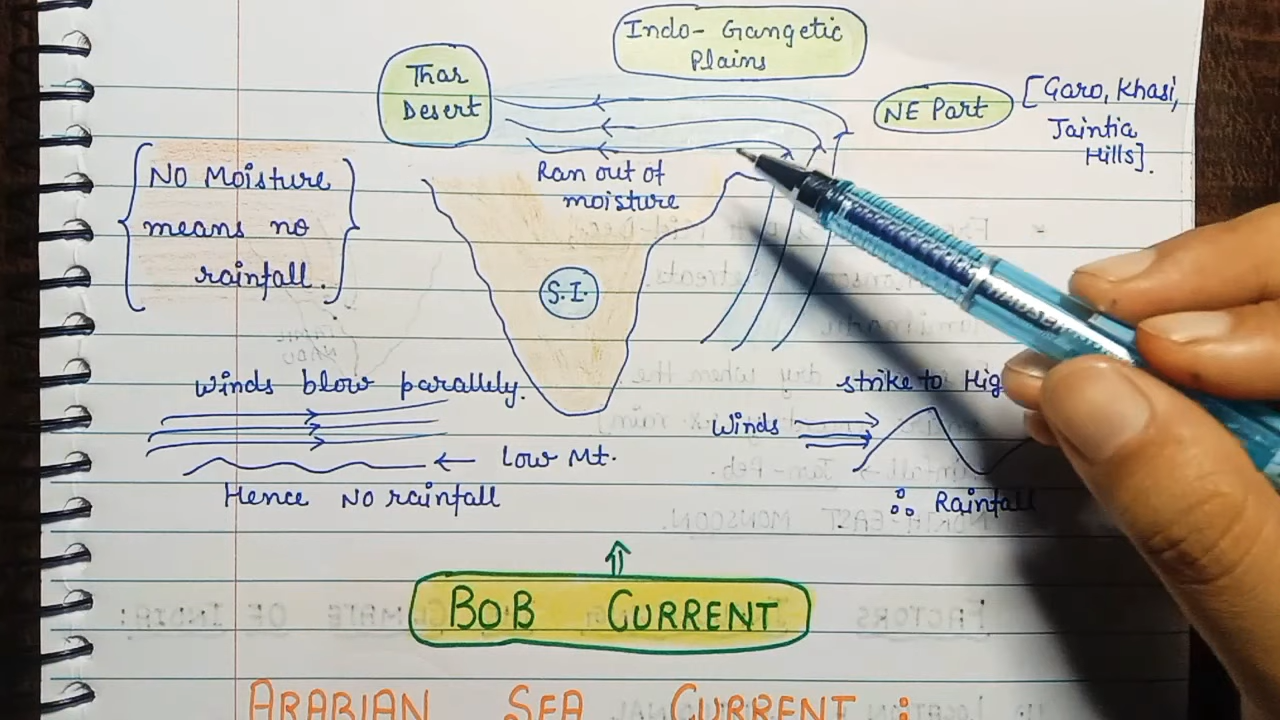 Indo-Gangetic
Plains
Thar
Desert
NE Part
[Garo, Khasi,
Jaintia
Hills].
Ran out of
moisture
No Moisture
means no
rainfall.
S.I.
Winds blow parallely.
strike to Hig
Winds
Low Mt.
Hence No rainfall
∴ Rainfall
BOB CURRENT
ARABIAN SEA CURRENT :